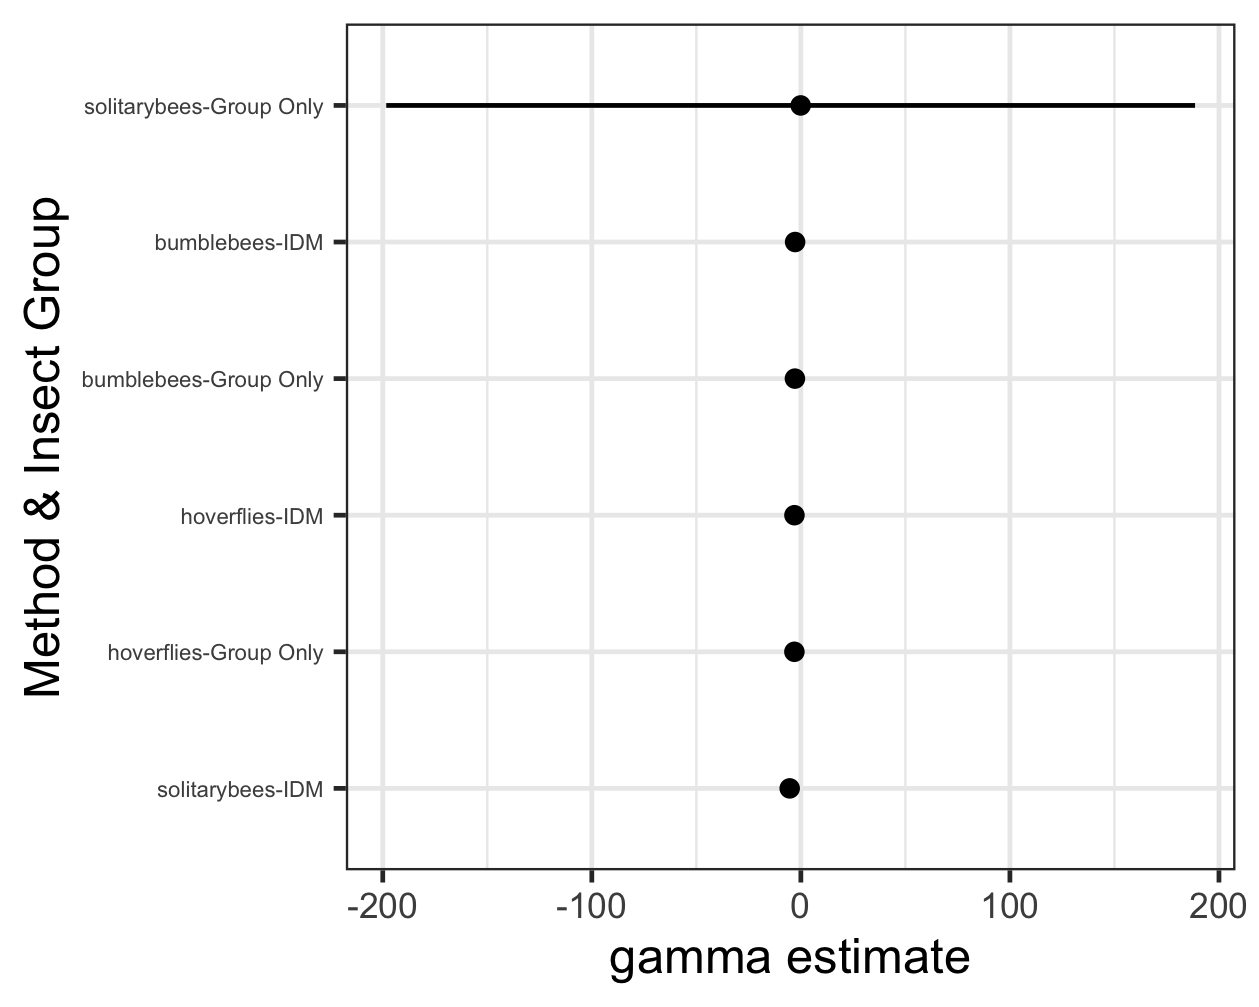 Method & Insect Group
solitarybees-Group Only
bumblebees-IDM
bumblebees-Group Only
hoverflies-IDM
hoverflies-Group Only
solitarybees-IDM
-200 -100 0 100 200
gamma estimate